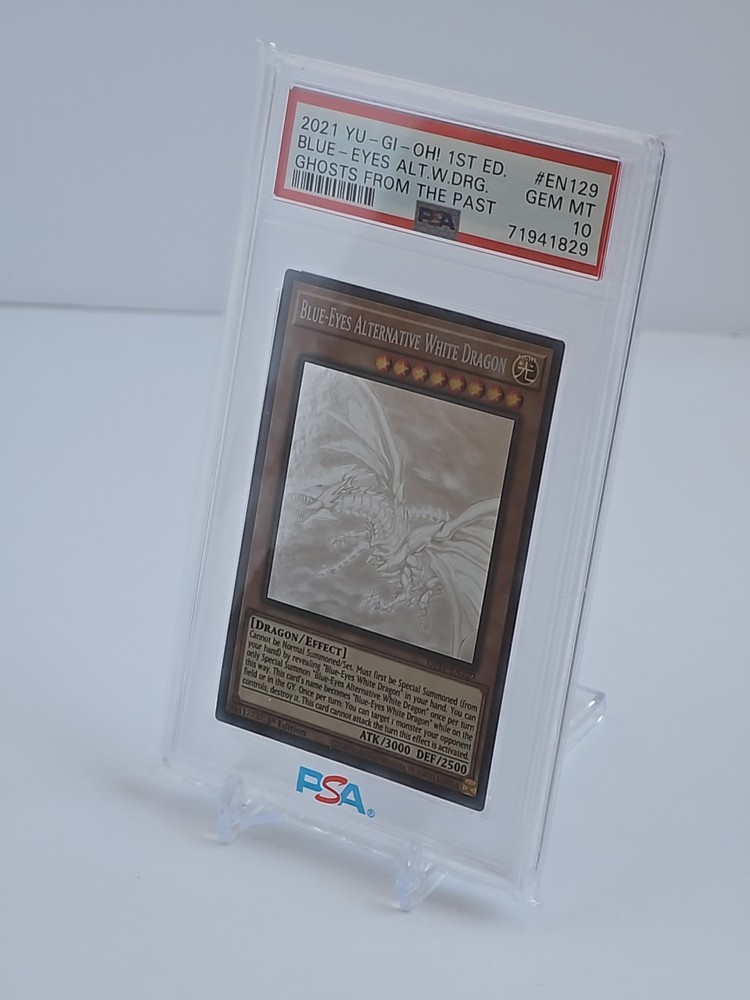 2021 YU-GI-OH! 1ST ED. #EN129
BLUE-EYES ALT.W.DRG. GEM MT
GHOSTS FROM THE PAST 10
PSA 71941829
BLUE-EYES ALTERNATIVE WHITE DRAGON 光
[DRAGON/EFFECT]
Cannot be Normal Summoned/Set. Must first be Special Summoned (from
your hand) by revealing "Blue-Eyes White Dragon" in your hand. You can
only Special Summon "Blue-Eyes Alternative White Dragon" once per turn
this way. This card's name becomes "Blue-Eyes White Dragon" while on the
field or in the GY. Once per turn: You can target 1 monster your opponent
controls; destroy it. This card cannot attack the turn this effect is activated.
ATK/3000 DEF/2500
1st Edition
PSA®